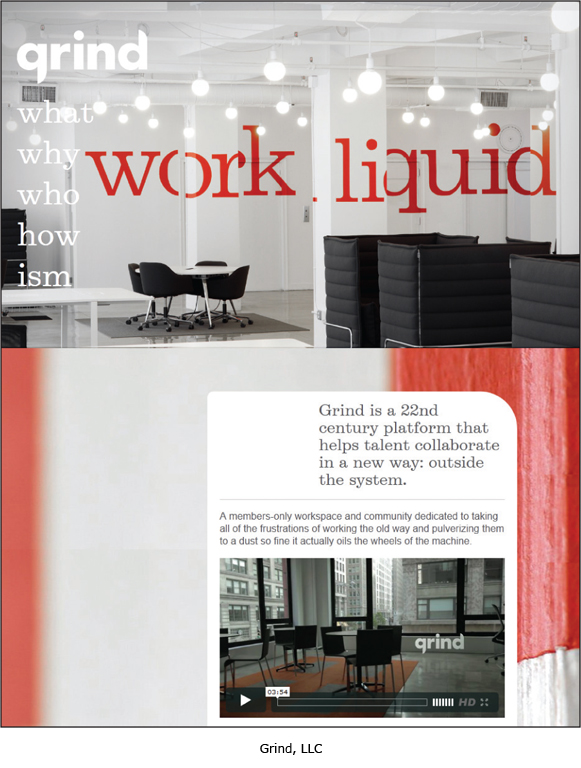 grind
what
why
who
how
ism
work liquid
Grind is a 22nd
century platform that
helps talent collaborate
in a new way: outside
the system.
A members-only workspace and community dedicated to taking
all of the frustrations of working the old way and pulverizing them
to a dust so fine it actually oils the wheels of the machine.
grind
03:54
HD
Grind, LLC